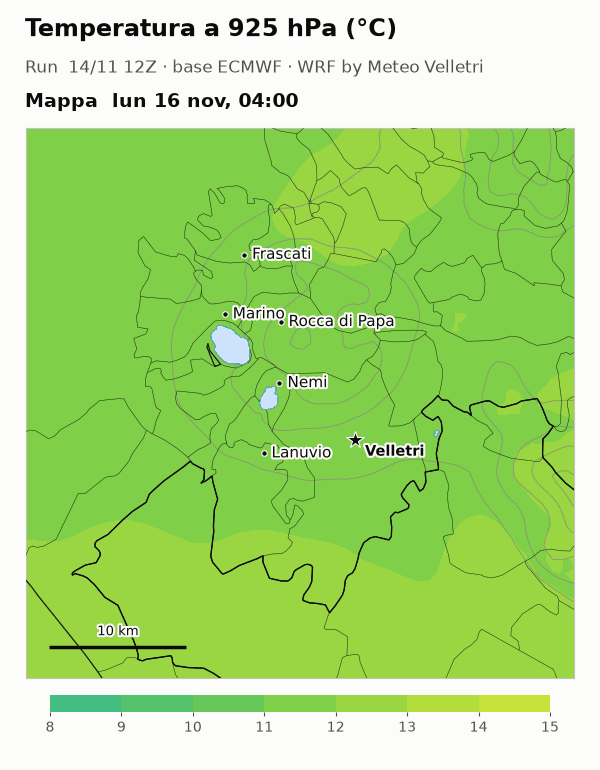 Temperatura a 925 hPa (°C)
Run  14/11 12Z · base ECMWF · WRF by Meteo Velletri
Mappa  lun 16 nov, 04:00
Frascati
Marino
Rocca di Papa
Nemi
Velletri
Lanuvio
10 km
8 9 10 11 12 13 14 15